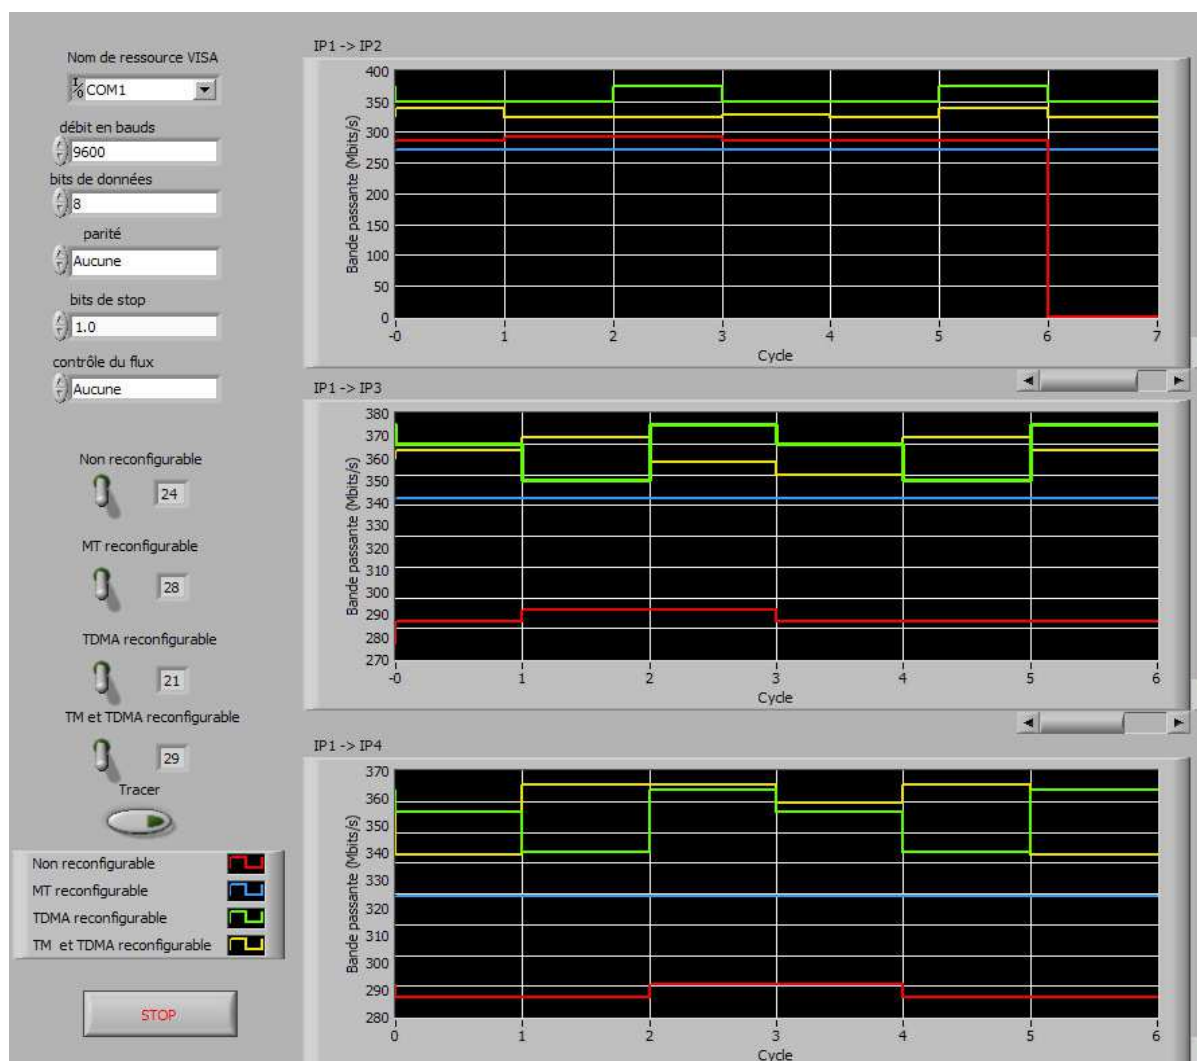 Nom de ressource VISA
I/O COM1
débit en bauds
9600
bits de données
8
parité
Aucune
bits de stop
1.0
contrôle du flux
Aucune
Non reconfigurable
24
MT reconfigurable
28
TDMA reconfigurable
21
TM et TDMA reconfigurable
29
Tracer
Non reconfigurable
MT reconfigurable
TDMA reconfigurable
TM et TDMA reconfigurable
STOP
IP1 -> IP2
Bande passante (Mbits/s)
400
350
300
250
200
150
100
50
0
-0 1 2 3 4 5 6 7
Cycle
IP1 -> IP3
Bande passante (Mbits/s)
380
370
360
350
340
330
320
310
300
290
280
270
-0 1 2 3 4 5 6
Cycle
IP1 -> IP4
Bande passante (Mbits/s)
370
360
350
340
330
320
310
300
290
280
0 1 2 3 4 5 6
Cycle